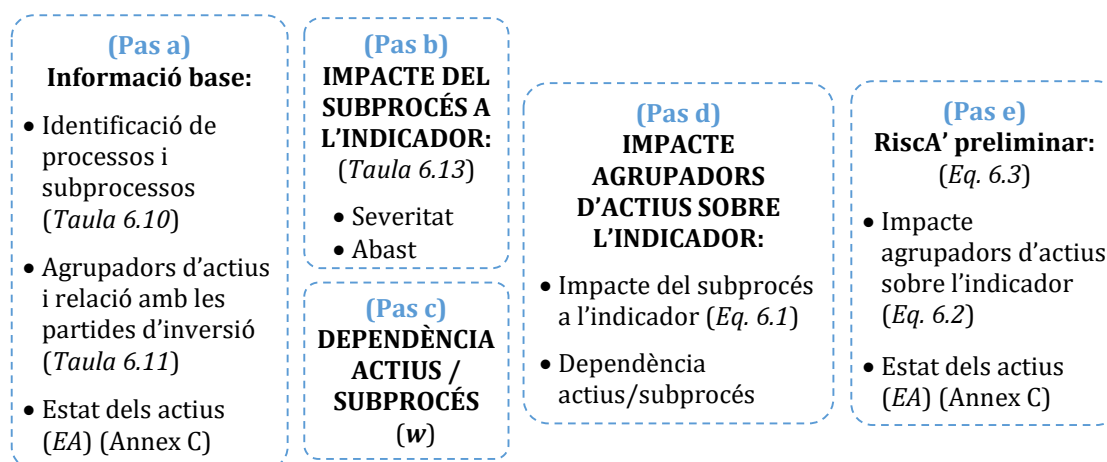 (Pas a)
Informació base:
• Identificació de
processos i
subprocessos
(Taula 6.10)
• Agrupadors d'actius
i relació amb les
partides d'inversió
(Taula 6.11)
• Estat dels actius
(EA) (Annex C)
(Pas b)
IMPACTE DEL
SUBPROCÉS A
L'INDICADOR:
(Taula 6.13)
• Severitat
• Abast
(Pas c)
DEPENDÈNCIA
ACTIUS /
SUBPROCÉS
(w)
(Pas d)
IMPACTE
AGRUPADORS
D'ACTIUS SOBRE
L'INDICADOR:
• Impacte del subprocés
a l'indicador (Eq. 6.1)
• Dependència
actius/subprocés
(Pas e)
RiscA' preliminar:
(Eq. 6.3)
• Impacte
agrupadors d'actius
sobre l'indicador
(Eq. 6.2)
• Estat dels actius
(EA) (Annex C)